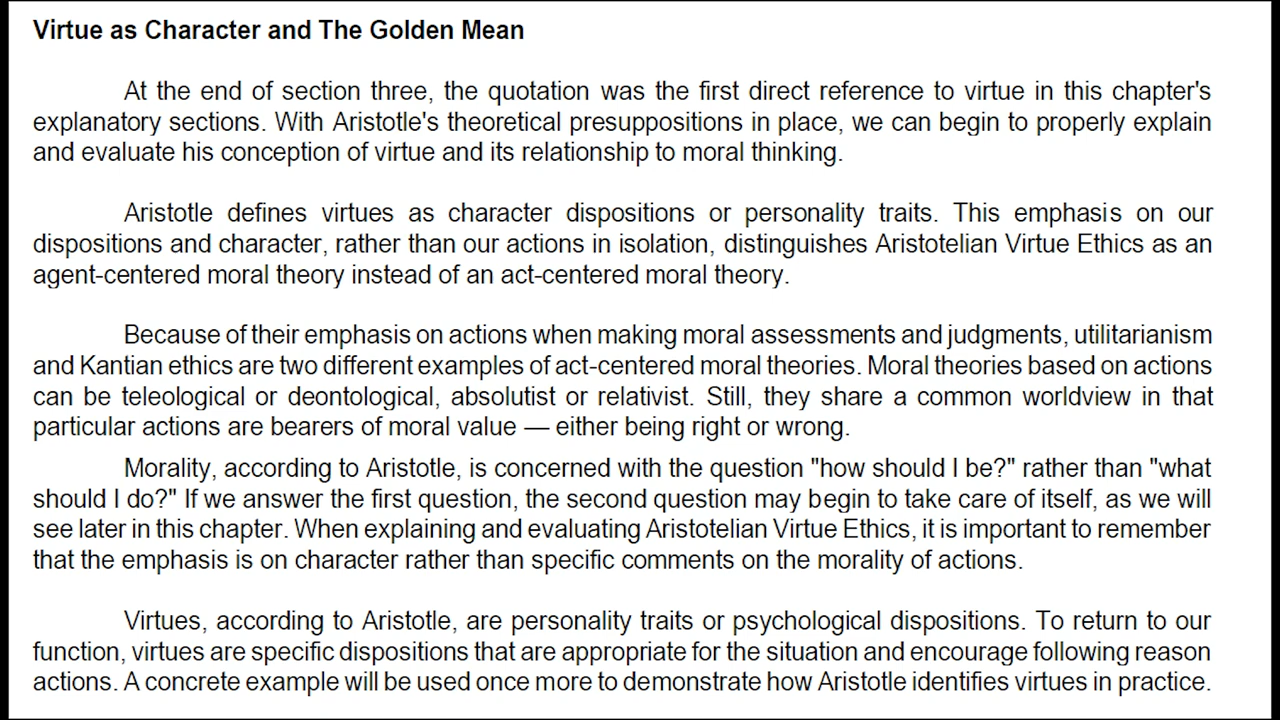 Virtue as Character and The Golden Mean
At the end of section three, the quotation was the first direct reference to virtue in this chapter's
explanatory sections. With Aristotle's theoretical presuppositions in place, we can begin to properly explain
and evaluate his conception of virtue and its relationship to moral thinking.
Aristotle defines virtues as character dispositions or personality traits. This emphasis on our
dispositions and character, rather than our actions in isolation, distinguishes Aristotelian Virtue Ethics as an
agent-centered moral theory instead of an act-centered moral theory.
Because of their emphasis on actions when making moral assessments and judgments, utilitarianism
and Kantian ethics are two different examples of act-centered moral theories. Moral theories based on actions
can be teleological or deontological, absolutist or relativist. Still, they share a common worldview in that
particular actions are bearers of moral value — either being right or wrong.
Morality, according to Aristotle, is concerned with the question "how should I be?" rather than "what
should I do?" If we answer the first question, the second question may begin to take care of itself, as we will
see later in this chapter. When explaining and evaluating Aristotelian Virtue Ethics, it is important to remember
that the emphasis is on character rather than specific comments on the morality of actions.
Virtues, according to Aristotle, are personality traits or psychological dispositions. To return to our
function, virtues are specific dispositions that are appropriate for the situation and encourage following reason
actions. A concrete example will be used once more to demonstrate how Aristotle identifies virtues in practice.